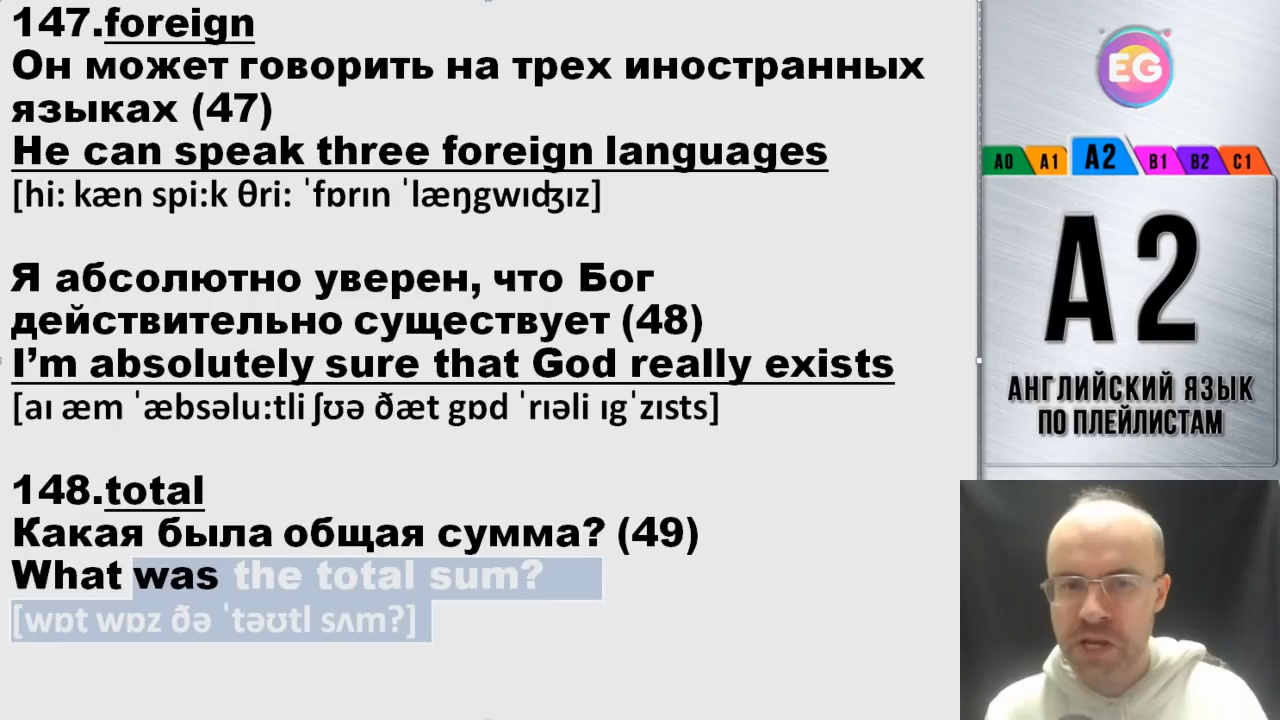 147.foreign
Он может говорить на трех иностранных
языках (47)
He can speak three foreign languages
[hi: kæn spi:k θri: ˈfɒrɪn ˈlæŋgwɪʤɪz]
Я абсолютно уверен, что Бог
действительно существует (48)
I’m absolutely sure that God really exists
[aɪ æm ˈæbsəlu:tli ʃʊə ðæt gɒd ˈrɪəli ɪgˈzɪsts]
148.total
Какая была общая сумма? (49)
What was the total sum?
[wɒt wɒz ðə ˈtəʊtl sʌm?]
EG
A0 A1 A2 B1 B2 C1
A2
АНГЛИЙСКИЙ ЯЗЫК
ПО ПЛЕЙЛИСТАМ